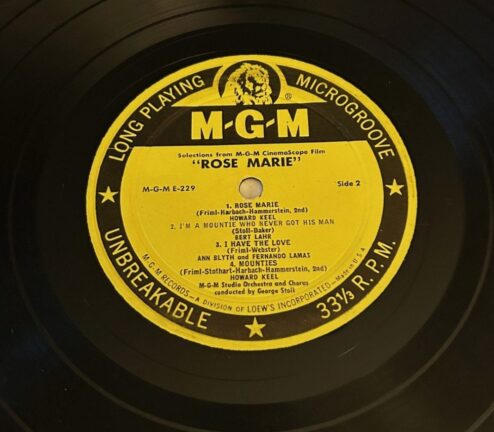 LONG PLAYING MICROGROOVE
®
M-G-M
Selections from M-G-M CinemaScope Film
"ROSE MARIE"
M-G-M E-229
Side 2
1. ROSE MARIE
(Friml-Harbach-Hammerstein, 2nd)
HOWARD KEEL
2. I'M A MOUNTIE WHO NEVER GOT HIS MAN
(Stoll-Baker)
BERT LAHR
3. I HAVE THE LOVE
(Friml-Webster)
ANN BLYTH and FERNANDO LAMAS
4. MOUNTIES
(Friml-Stothart-Harbach-Hammerstein, 2nd)
HOWARD KEEL
M-G-M Studio Orchestra and Chorus
conducted by George Stoll
M-G-M RECORDS—A DIVISION OF LOEW'S INCORPORATED—Made in U.S.A.
UNBREAKABLE
33⅓ R.P.M.